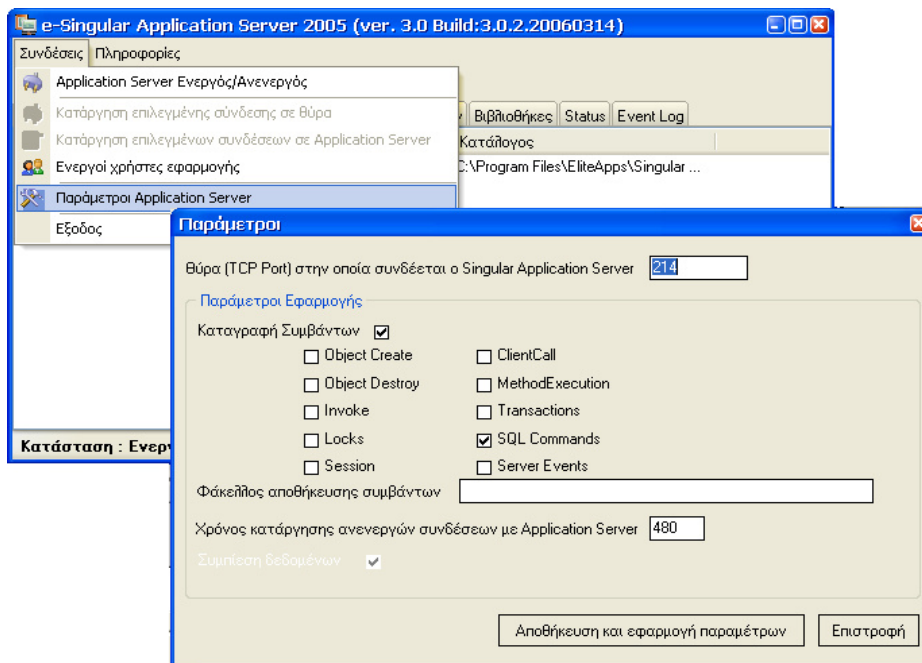 e-Singular Application Server 2005 (ver. 3.0 Build:3.0.2.20060314)
Συνδέσεις Πληροφορίες
Application Server Ενεργός/Ανενεργός
Κατάργηση επιλεγμένης σύνδεσης σε θύρα
Κατάργηση επιλεγμένων συνδέσεων σε Application Server
Ενεργοί χρήστες εφαρμογής
Παράμετροι Application Server
Εξοδος
Βιβλιοθήκες Status Event Log
Κατάλογος
C:\Program Files\EliteApps\Singular ...
Κατάσταση : Ενεργ
Παράμετροι
Θύρα (TCP Port) στην οποία συνδέεται ο Singular Application Server 214
Παράμετροι Εφαρμογής
Καταγραφή Συμβάντων
Object Create ClientCall
Object Destroy MethodExecution
Invoke Transactions
Locks SQL Commands
Session Server Events
Φάκελλος αποθήκευσης συμβάντων
Χρόνος κατάργησης ανενεργών συνδέσεων με Application Server 480
Συμπίεση δεδομένων
Αποθήκευση και εφαρμογή παραμέτρων Επιστροφή